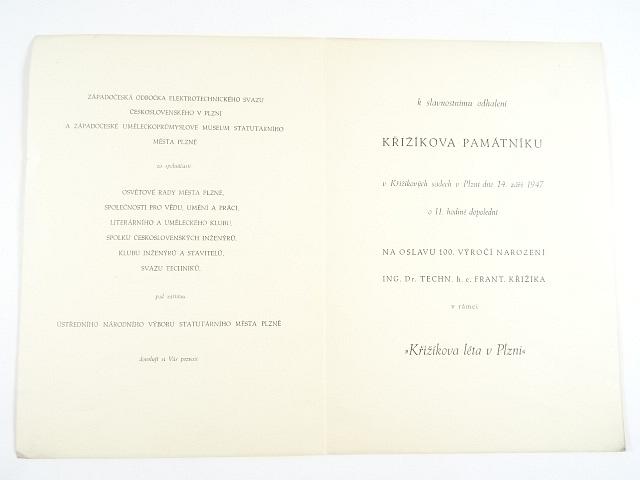 ZÁPADOČESKÁ ODBOČKA ELEKTROTECHNICKÉHO SVAZU
ČESKOSLOVENSKÉHO V PLZNI
A ZÁPADOČESKÉ UMĚLECKOPRŮMYSLOVÉ MUSEUM STATUTÁRNÍHO
MĚSTA PLZNĚ
za spoluúčasti
OSVĚTOVÉ RADY MĚSTA PLZNĚ,
SPOLEČNOSTI PRO VĚDU, UMĚNÍ A PRÁCI,
LITERÁRNÍHO A UMĚLECKÉHO KLUBU,
SPOLKU ČESKOSLOVENSKÝCH INŽENÝRŮ,
KLUBU INŽENÝRŮ A STAVITELŮ,
SVAZU TECHNIKŮ,
pod záštitou
ÚSTŘEDNÍHO NÁRODNÍHO VÝBORU STATUTÁRNÍHO MĚSTA PLZNĚ
dovolují si Vás pozvati
k slavnostnímu odhalení
KŘIŽÍKOVA PAMÁTNÍKU
v Křižíkových sadech v Plzni dne 14. září 1947
o 11. hodině dopolední
NA OSLAVU 100. VÝROČÍ NAROZENÍ
ING. Dr. TECHN. h. c. FRANT. KŘIŽÍKA
v rámci
»Křižíkova léta v Plzni«